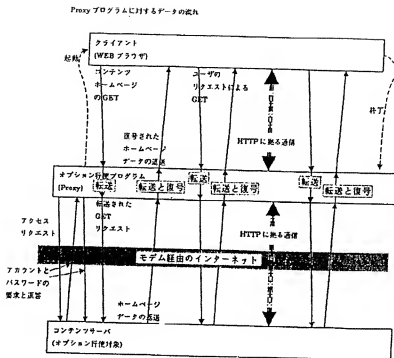 Proxy プログラムに対するデータの流れ
クライアント
(WEB ブラウザ)
起動
コンテンツ
ホームページ
のGET
ユーザの
リクエストによる
GET
終了
復号された
ホームページ
データの返送
HTTPに拠る通信
オプション行使プログラム
(Proxy)
転送
転送と復号
転送
転送と復号
転送
転送と復号
アクセス
リクエスト
転送された
GET
リクエスト
HTTPに拠る通信
モデム経由のインターネット
アカウントと
パスワードの
要求と返答
ホームページ
データの返送
コンテンツサーバ
(オプション行使対象)